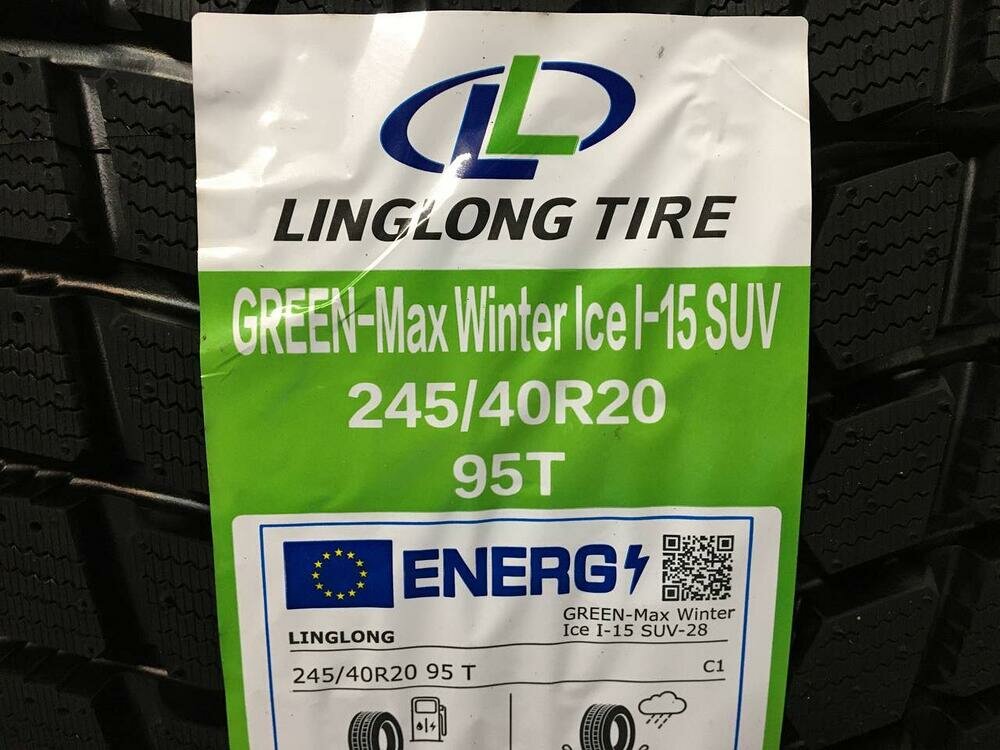 LINGLONG TIRE
GREEN-Max Winter Ice I-15 SUV
245/40R20
95T
ENERG
LINGLONG
GREEN-Max Winter
Ice I-15 SUV-28
245/40R20 95 T
C1